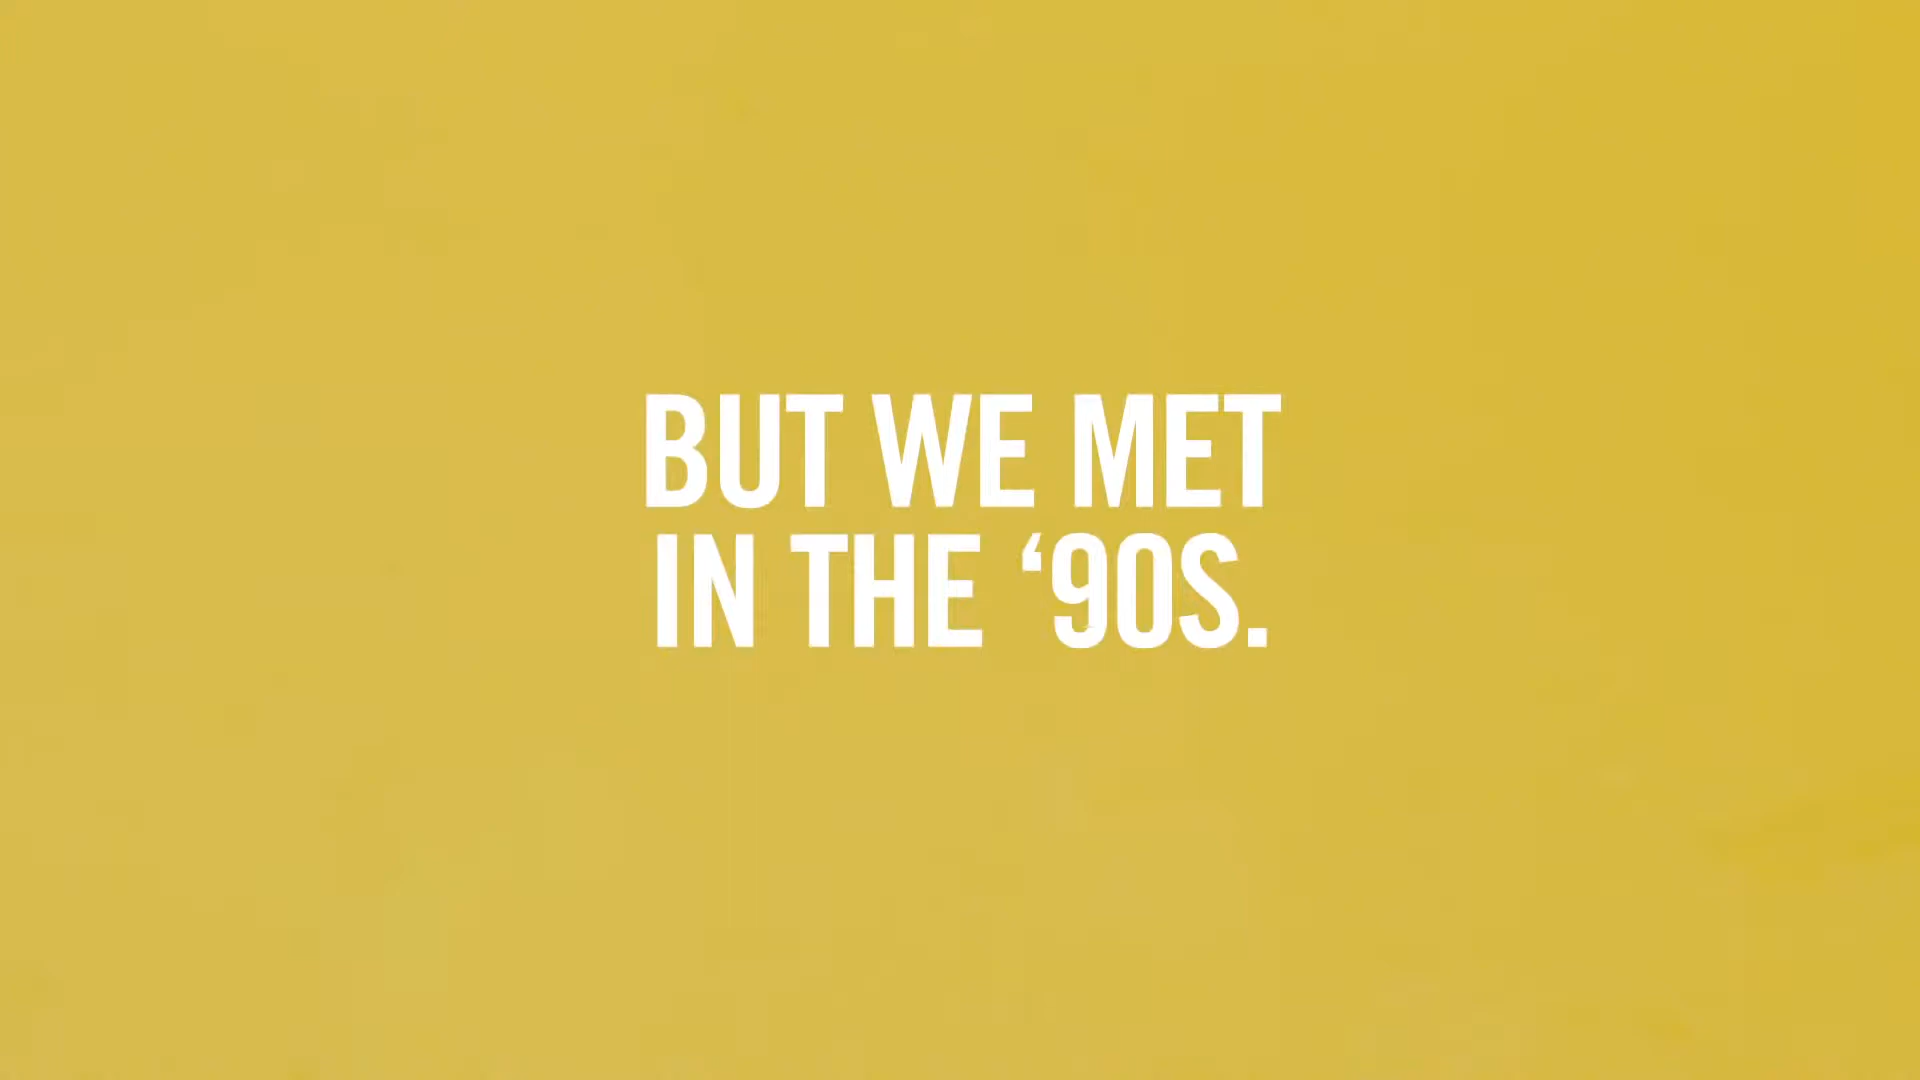 BUT WE MET
IN THE ‘90S.